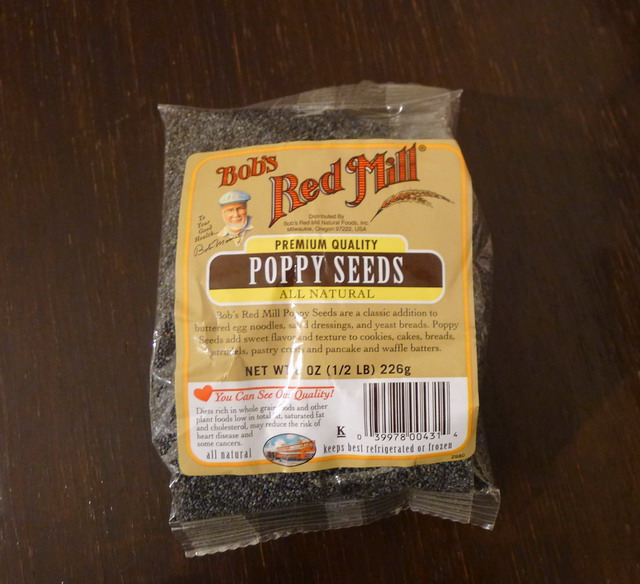 Bob's
Red Mill®
To
Your
Good
Health
Distributed By
Bob's Red Mill Natural Foods, Inc.
Milwaukie, Oregon 97222, USA
PREMIUM QUALITY
POPPY SEEDS
ALL NATURAL
Bob's Red Mill Poppy Seeds are a classic addition to
buttered egg noodles, salad dressings, and yeast breads. Poppy
Seeds add sweet flavor and texture to cookies, cakes, breads,
strudels, pastry crusts and pancake and waffle batters.
NET WT 8 OZ (1/2 LB) 226g
You Can See Our Quality!
Diets rich in whole grain foods and other
plant foods low in total fat, saturated fat
and cholesterol, may reduce the risk of
heart disease and
some cancers.
all natural
K
0 39978 00431 4
keeps best refrigerated or frozen